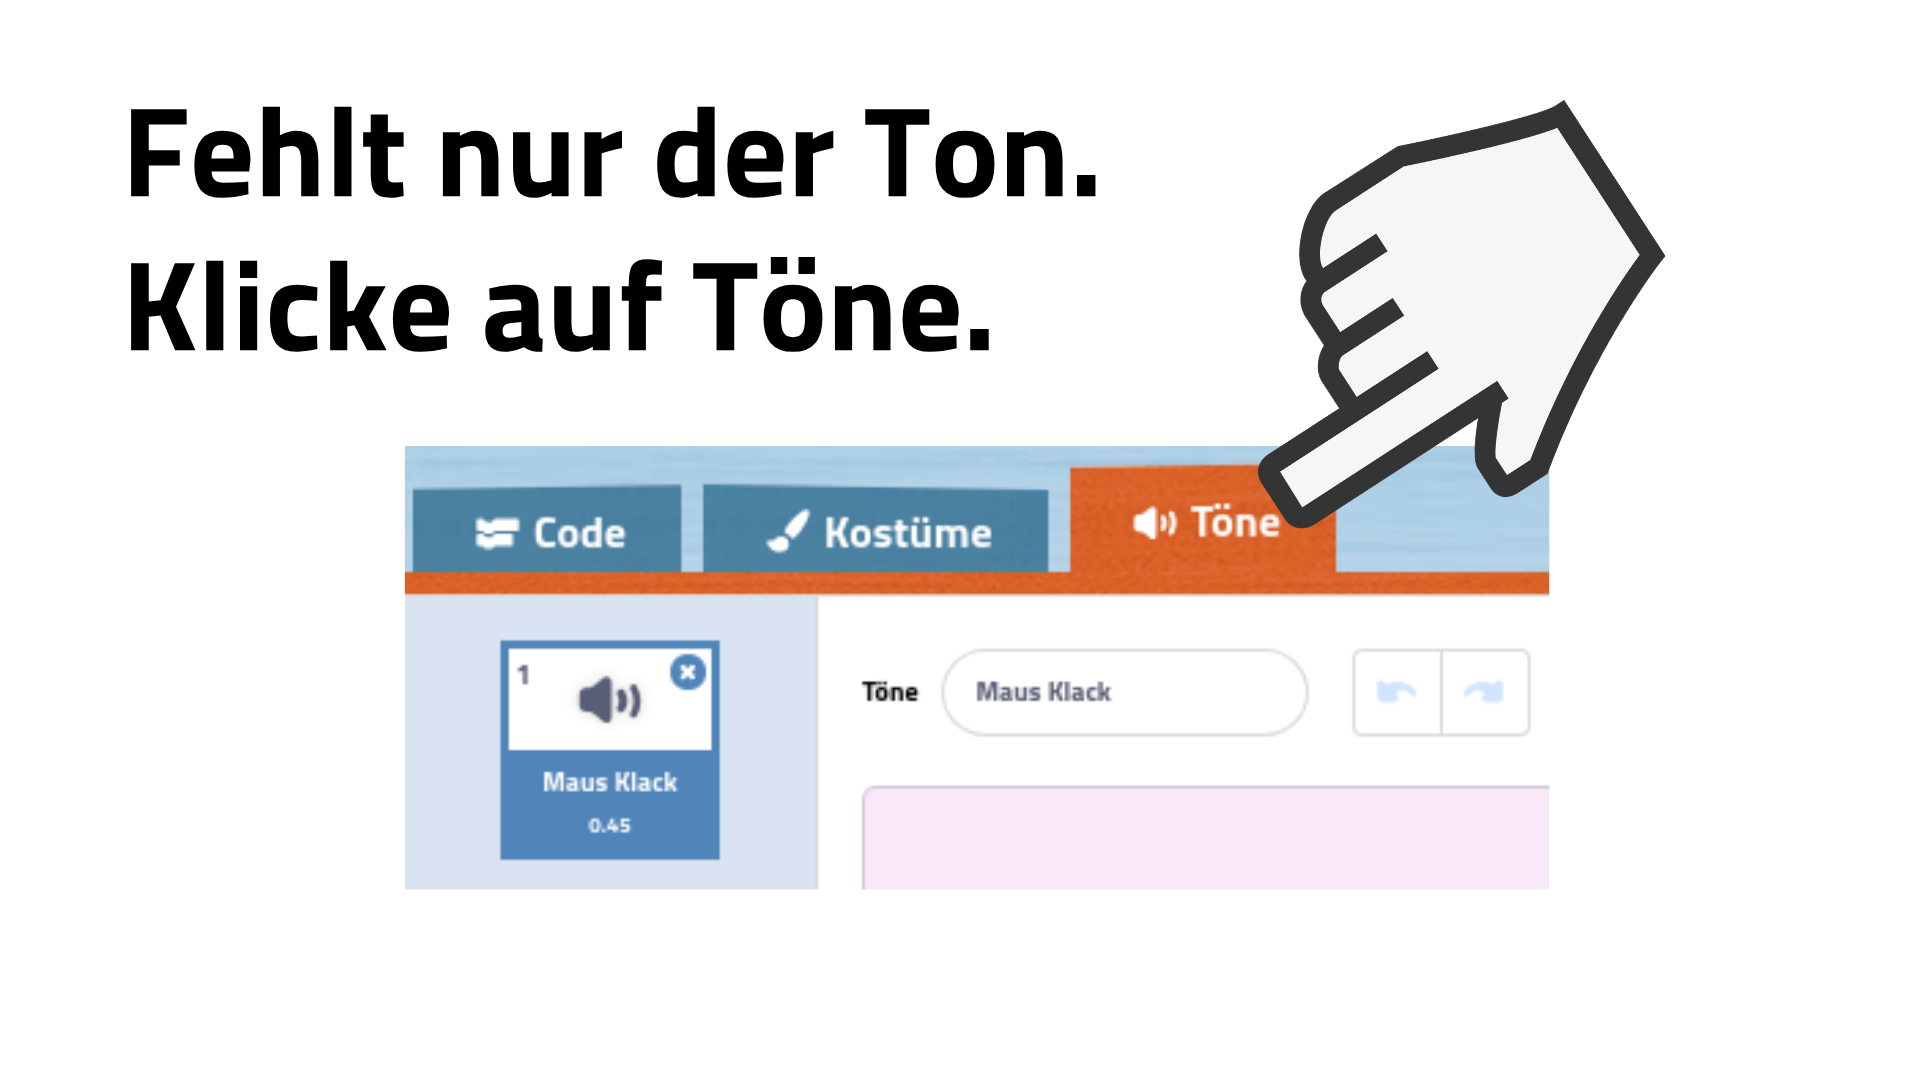 Fehlt nur der Ton.
Klicke auf Töne.
Code
Kostüme
Töne
1
Maus Klack
0.45
Töne
Maus Klack